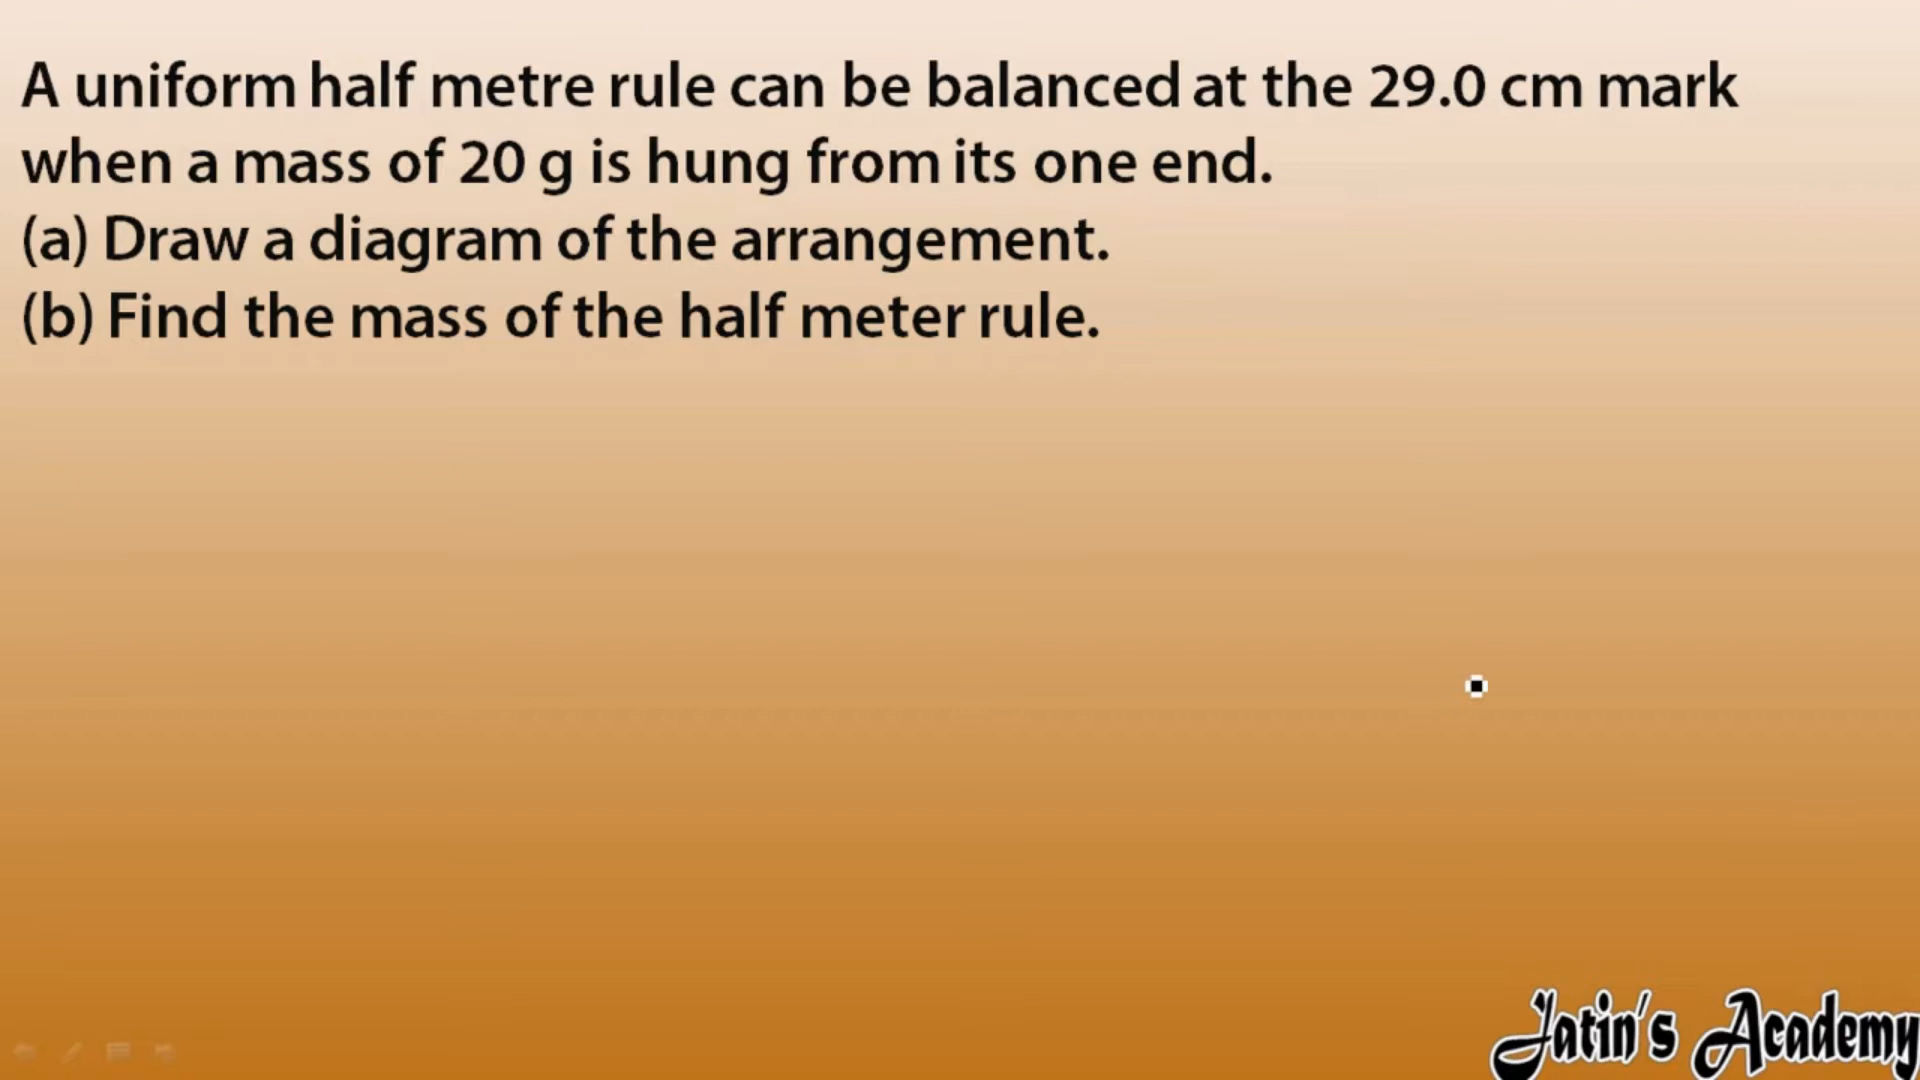 A uniform half metre rule can be balanced at the 29.0 cm mark
when a mass of 20 g is hung from its one end.
(a) Draw a diagram of the arrangement.
(b) Find the mass of the half meter rule.
Jatin's Academy